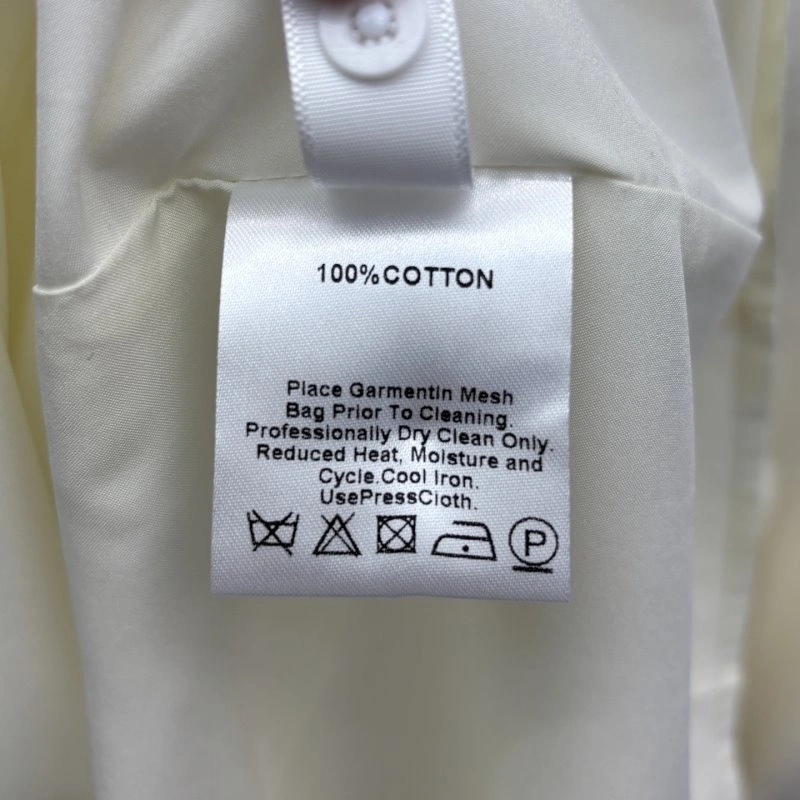 100%COTTON
Place Garmentin Mesh
Bag Prior To Cleaning.
Professionally Dry Clean Only.
Reduced Heat, Moisture and
Cycle.Cool Iron.
UsePressCloth.
P